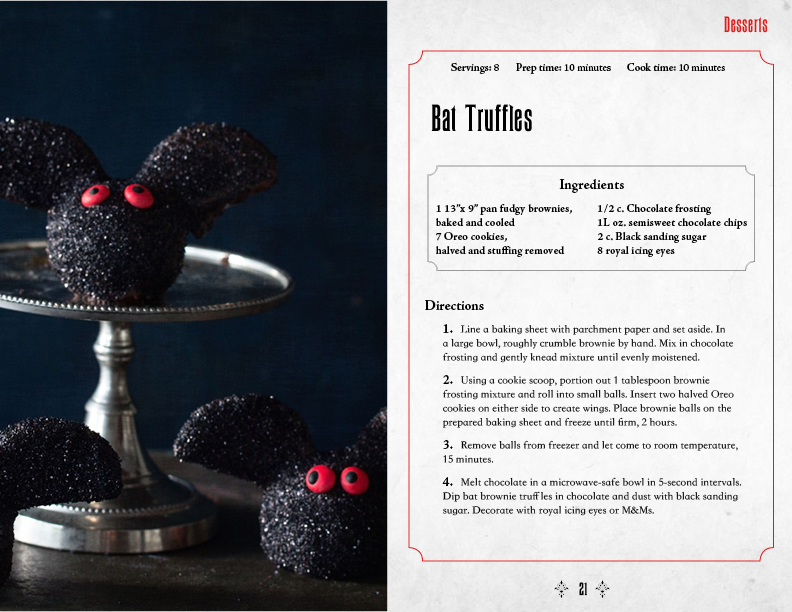 Desserts
Servings: 8 Prep time: 10 minutes Cook time: 10 minutes
Bat Truffles
Ingredients
1 13"x 9" pan fudgy brownies,
baked and cooled
7 Oreo cookies,
halved and stuffing removed
1/2 c. Chocolate frosting
1L oz. semisweet chocolate chips
2 c. Black sanding sugar
8 royal icing eyes
Directions
1. Line a baking sheet with parchment paper and set aside. In
a large bowl, roughly crumble brownie by hand. Mix in chocolate
frosting and gently knead mixture until evenly moistened.
2. Using a cookie scoop, portion out 1 tablespoon brownie
frosting mixture and roll into small balls. Insert two halved Oreo
cookies on either side to create wings. Place brownie balls on the
prepared baking sheet and freeze until firm, 2 hours.
3. Remove balls from freezer and let come to room temperature,
15 minutes.
4. Melt chocolate in a microwave-safe bowl in 5-second intervals.
Dip bat brownie truffles in chocolate and dust with black sanding
sugar. Decorate with royal icing eyes or M&Ms.
21